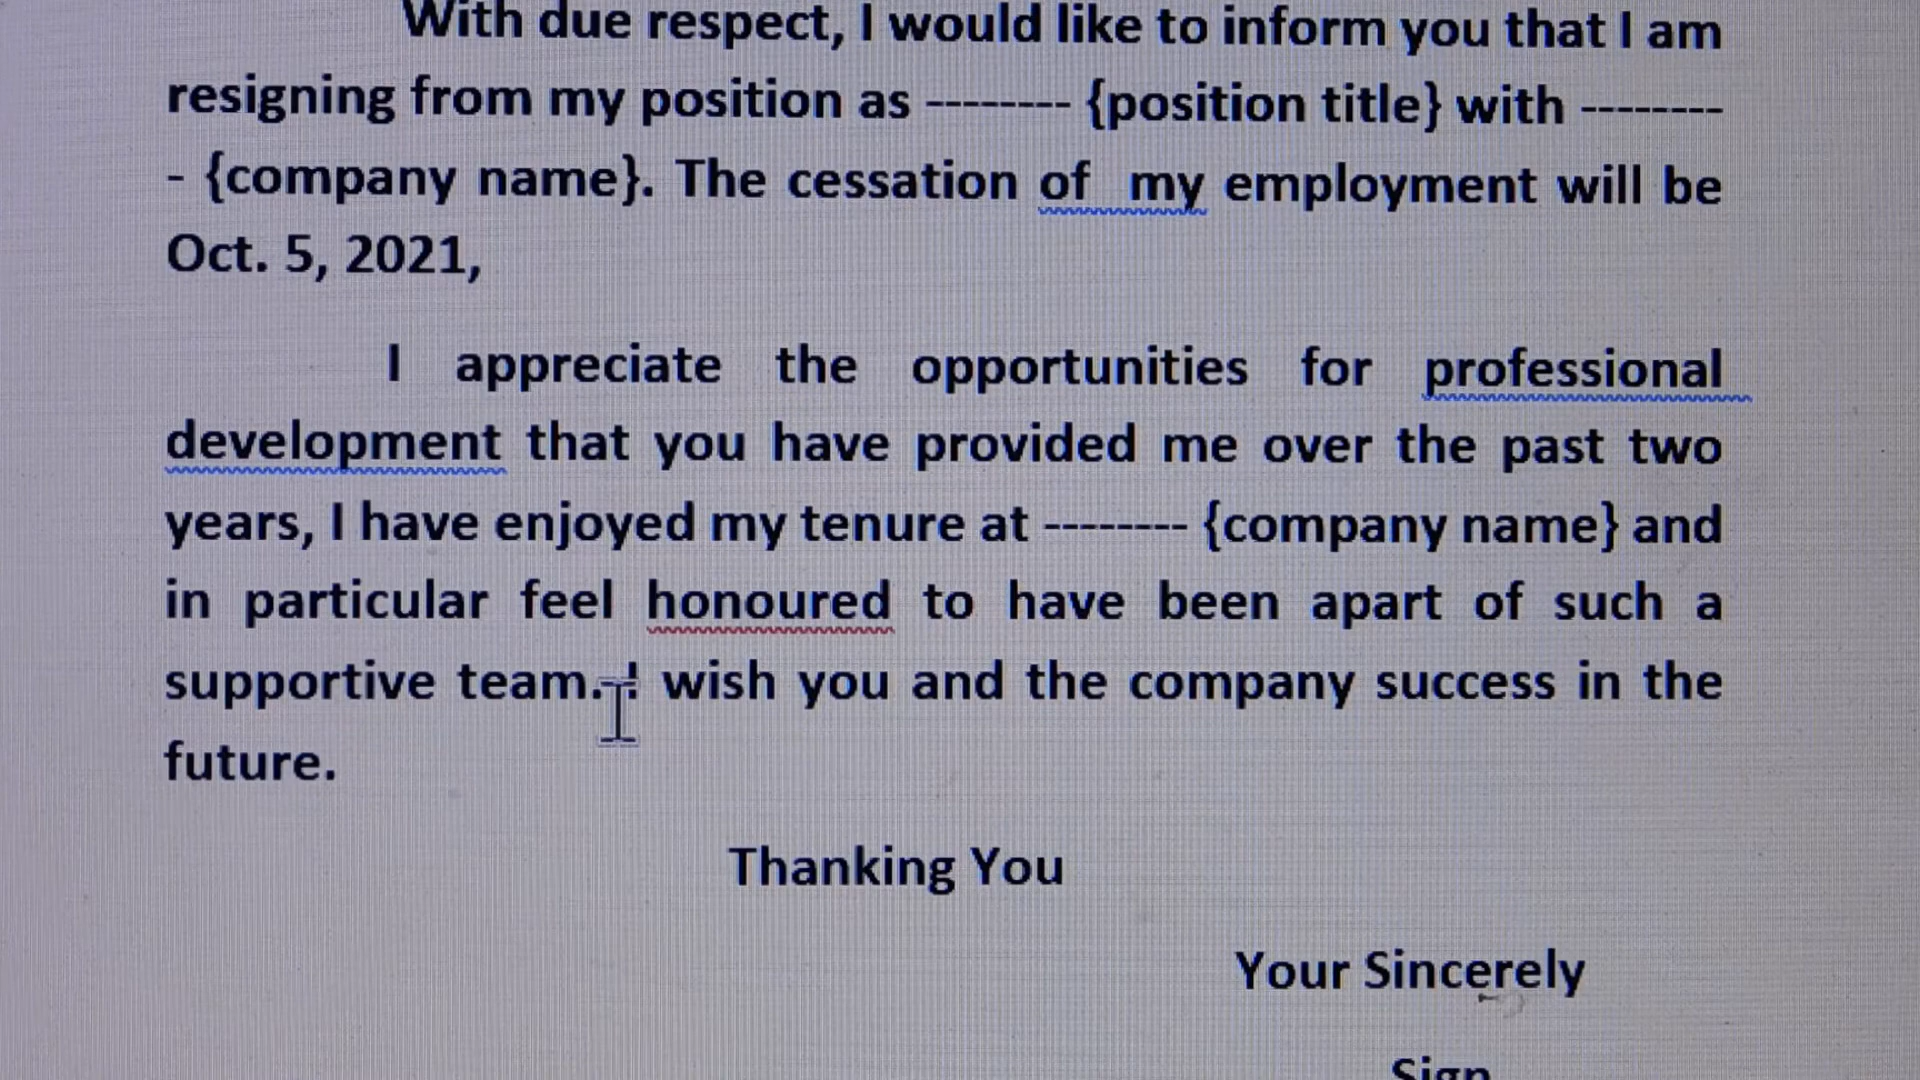 With due respect, I would like to inform you that I am
resigning from my position as -------- {position title} with --------
- {company name}. The cessation of  my employment will be
Oct. 5, 2021,
I appreciate the opportunities for professional
development that you have provided me over the past two
years, I have enjoyed my tenure at -------- {company name} and
in particular feel honoured to have been apart of such a
supportive team. I wish you and the company success in the
future.
Thanking You
Your Sincerely
Sign